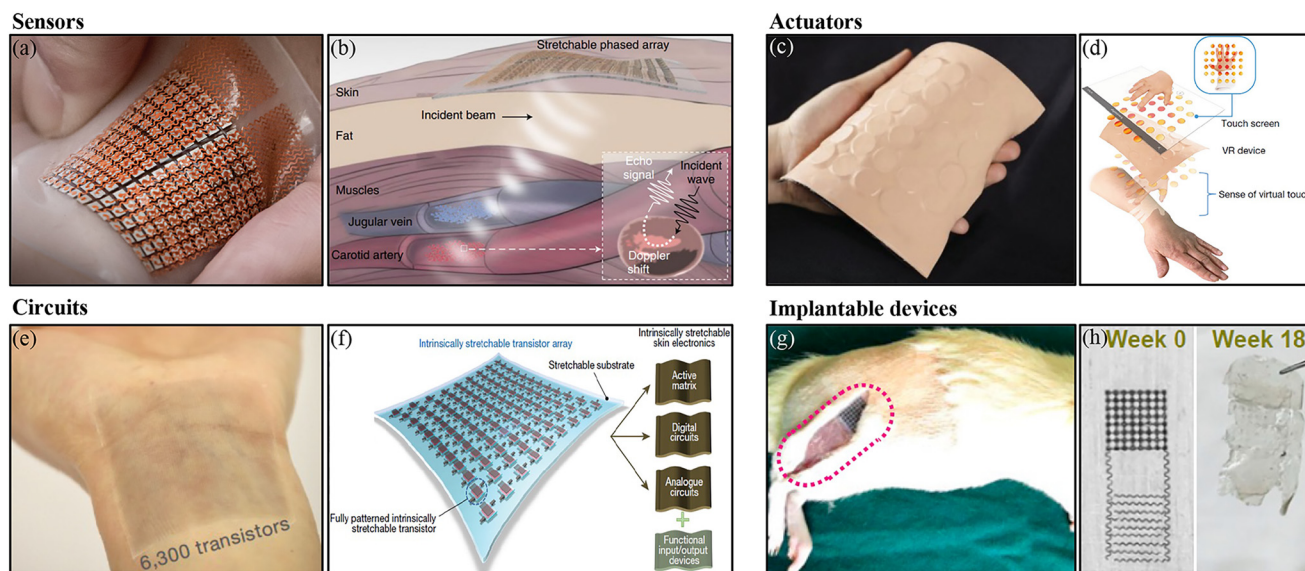 Sensors
(a)
(b)
Stretchable phased array
Skin
Incident beam
Fat
Echo
signal
Incident
wave
Muscles
Jugular vein
Carotid artery
Doppler
shift
Actuators
(c)
(d)
Touch screen
VR device
Sense of virtual touch
Circuits
(e)
6,300 transistors
(f)
Intrinsically stretchable transistor array
Stretchable substrate
Fully patterned intrinsically
stretchable transistor
Intrinsically stretchable
skin electronics
Active
matrix
Digital
circuits
Analogue
circuits
+
Functional
input/output
devices
Implantable devices
(g)
(h)
Week 0
Week 18